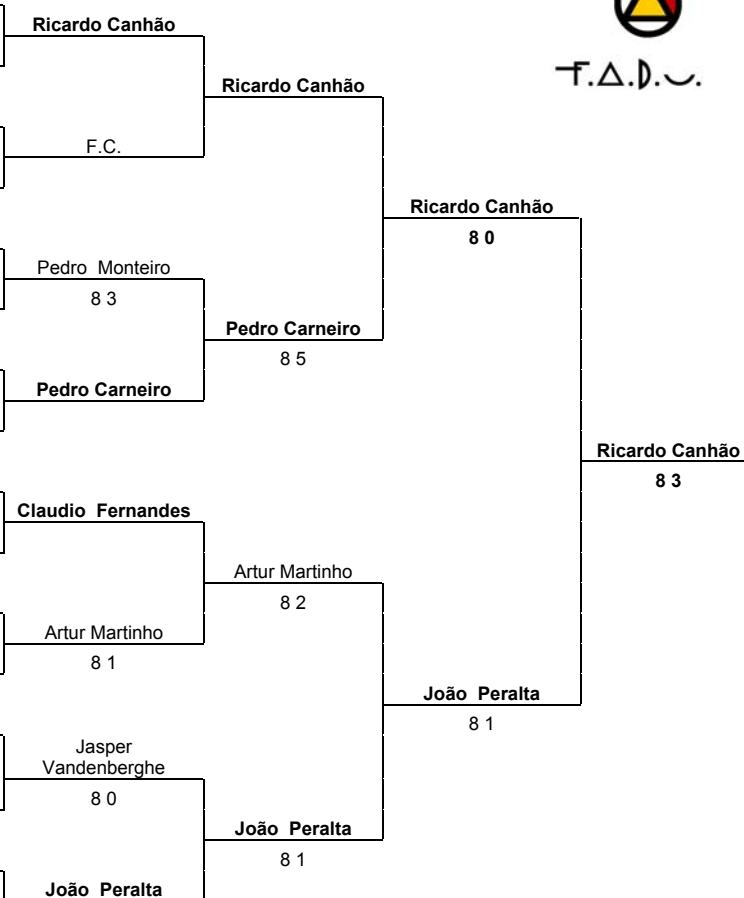 Ricardo Canhão
F.A.D.U.
Ricardo Canhão
F.C.
Ricardo Canhão
8 0
Pedro Monteiro
8 3
Pedro Carneiro
8 5
Pedro Carneiro
Ricardo Canhão
8 3
Claudio Fernandes
Artur Martinho
8 2
Artur Martinho
8 1
João Peralta
8 1
Jasper
Vandenberghe
8 0
João Peralta
8 1
João Peralta